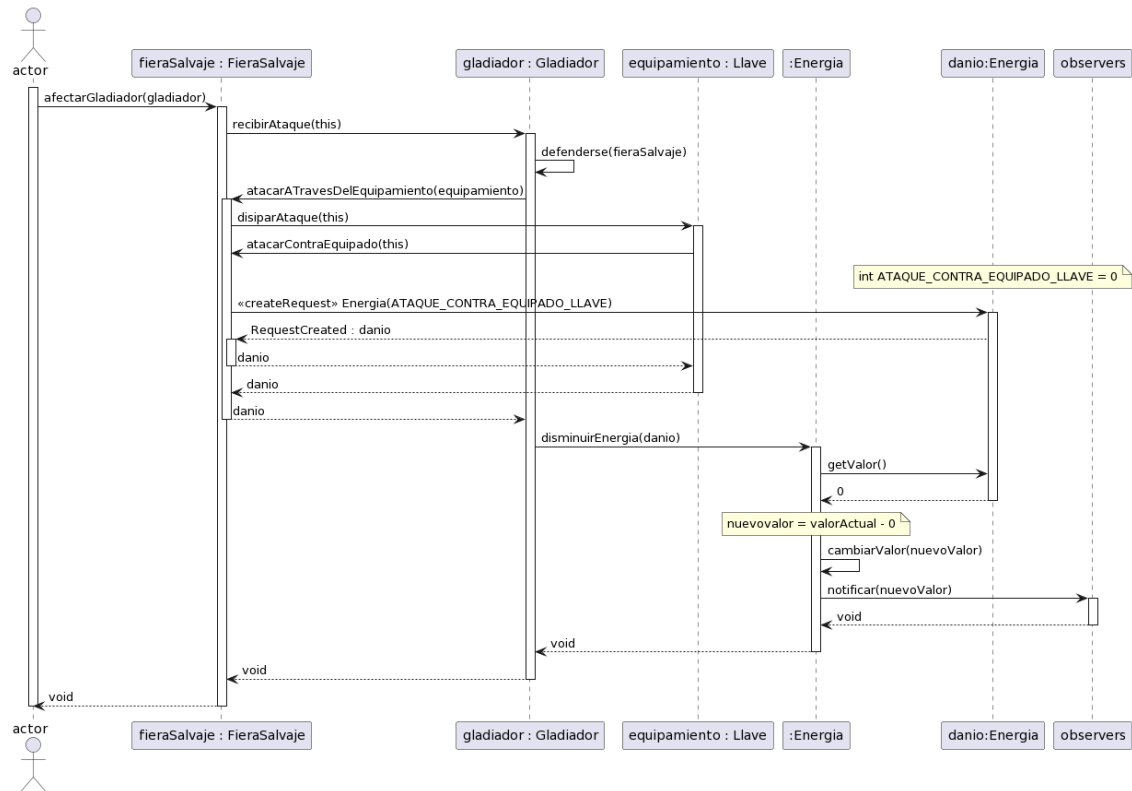 actor
fieraSalvaje : FieraSalvaje
gladiador : Gladiador
equipamiento : Llave
:Energia
danio:Energia
observers
afectarGladiador(gladiador)
recibirAtaque(this)
defenderse(fieraSalvaje)
atacarATravesDelEquipamiento(equipamiento)
disiparAtaque(this)
atacarContraEquipado(this)
int ATAQUE_CONTRA_EQUIPADO_LLAVE = 0
«createRequest» Energia(ATAQUE_CONTRA_EQUIPADO_LLAVE)
RequestCreated : danio
danio
danio
danio
disminuirEnergia(danio)
getValor()
0
nuevovalor = valorActual - 0
cambiarValor(nuevoValor)
notificar(nuevoValor)
void
void
void
void
actor
fieraSalvaje : FieraSalvaje
gladiador : Gladiador
equipamiento : Llave
:Energia
danio:Energia
observers